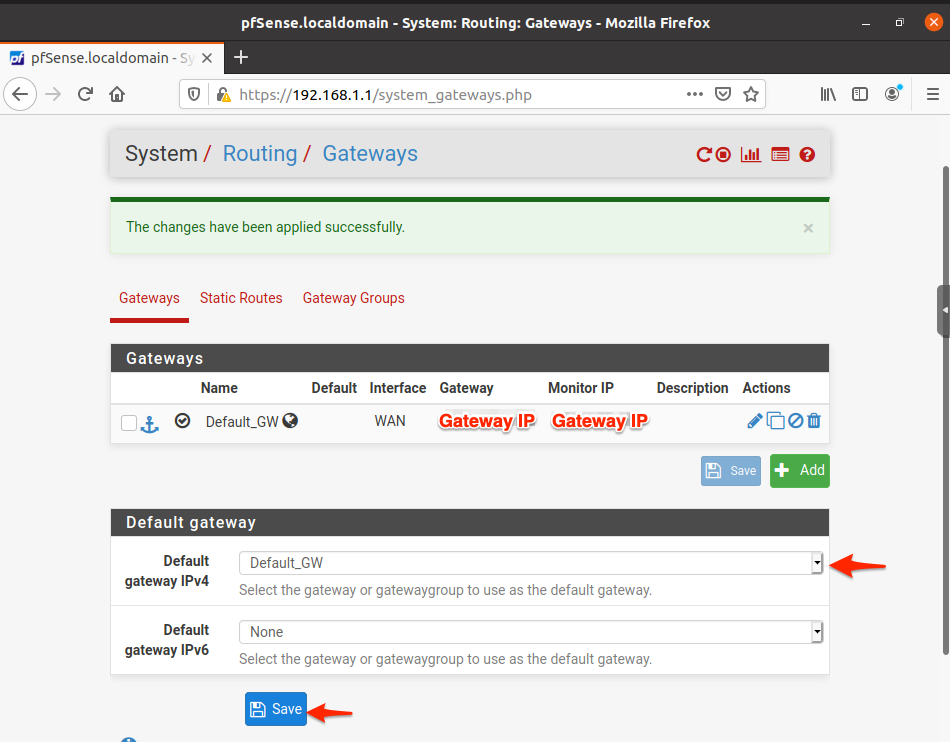 pfSense.localdomain - System: Routing: Gateways - Mozilla Firefox
pf pfSense.localdomain - Sy
https://192.168.1.1/system_gateways.php
System / Routing / Gateways
The changes have been applied successfully.
Gateways Static Routes Gateway Groups
Gateways
Name Default Interface Gateway Monitor IP Description Actions
Default_GW WAN Gateway IP Gateway IP
Save Add
Default gateway
Default
gateway IPv4
Default_GW
Select the gateway or gatewaygroup to use as the default gateway.
Default
gateway IPv6
None
Select the gateway or gatewaygroup to use as the default gateway.
Save